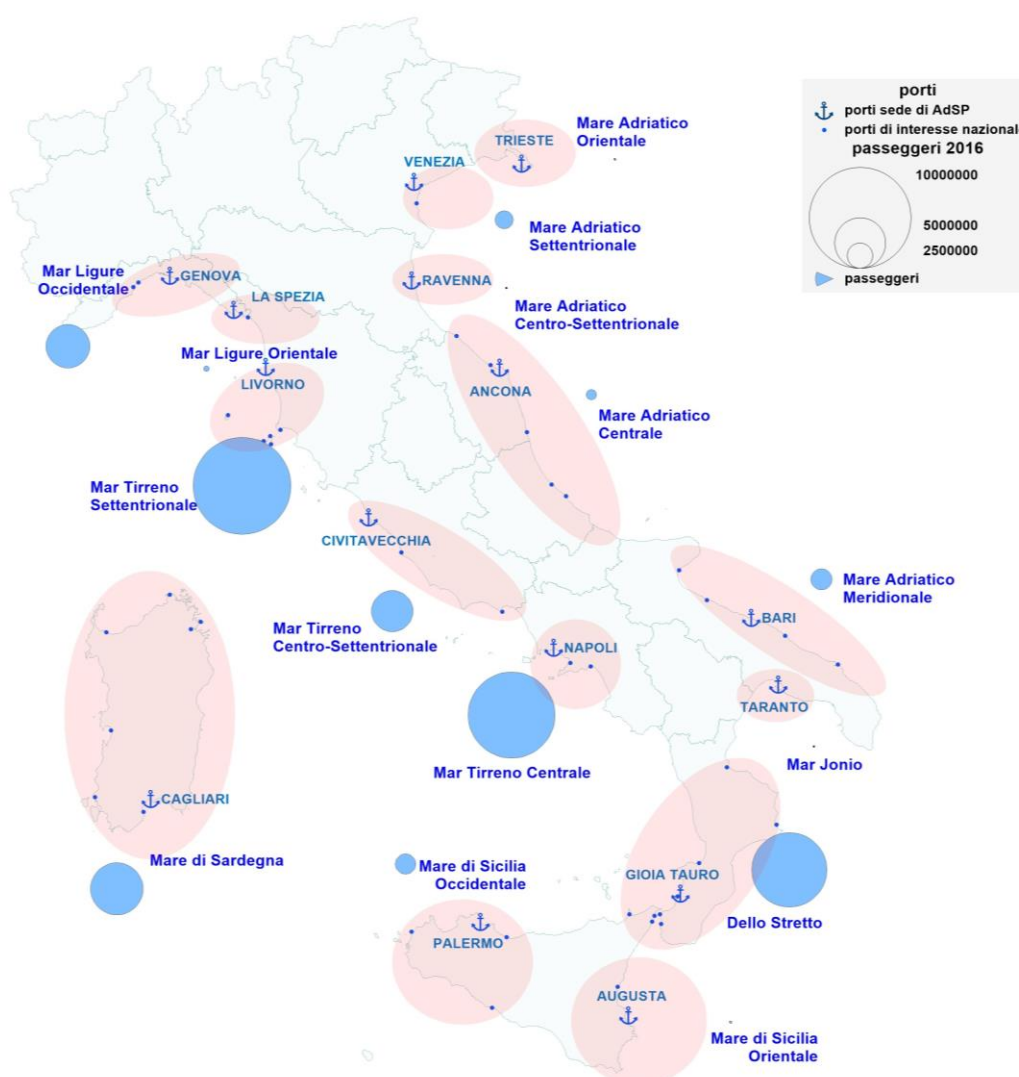 porti
porti sede di AdSP
porti di interesse nazionale
passeggeri 2016
10000000
5000000
2500000
passeggeri
Mare Adriatico
Orientale
TRIESTE
VENEZIA
Mare Adriatico
Settentrionale
Mar Ligure
Occidentale
GENOVA
LA SPEZIA
RAVENNA
Mare Adriatico
Centro-Settentrionale
Mar Ligure Orientale
LIVORNO
ANCONA
Mare Adriatico
Centrale
Mar Tirreno
Settentrionale
CIVITAVECCHIA
Mare Adriatico
Meridionale
Mar Tirreno
Centro-Settentrionale
BARI
NAPOLI
TARANTO
Mar Tirreno Centrale
Mar Jonio
CAGLIARI
Mare di Sardegna
Mare di Sicilia
Occidentale
GIOIA TAURO
Dello Stretto
PALERMO
AUGUSTA
Mare di Sicilia
Orientale